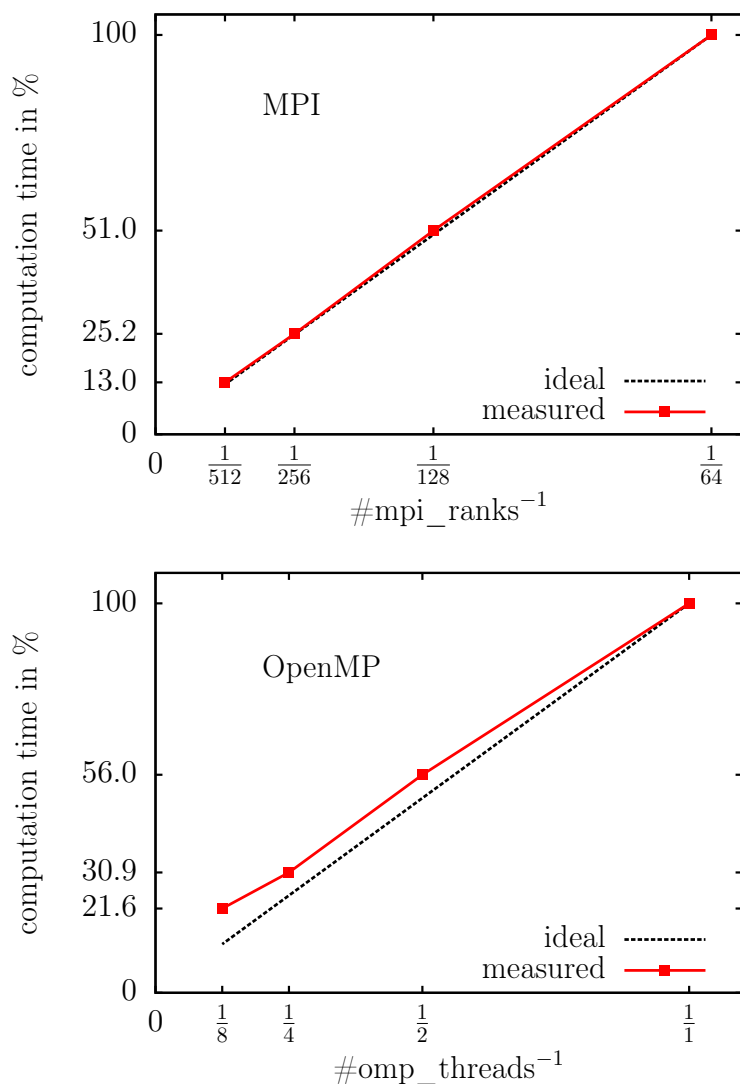 100
MPI
computation time in %
51.0
25.2
13.0
ideal
measured
0
0 1/512 1/256 1/128 1/64
#mpi_ranks⁻¹
100
OpenMP
computation time in %
56.0
30.9
21.6
ideal
measured
0
0 1/8 1/4 1/2 1/1
#omp_threads⁻¹